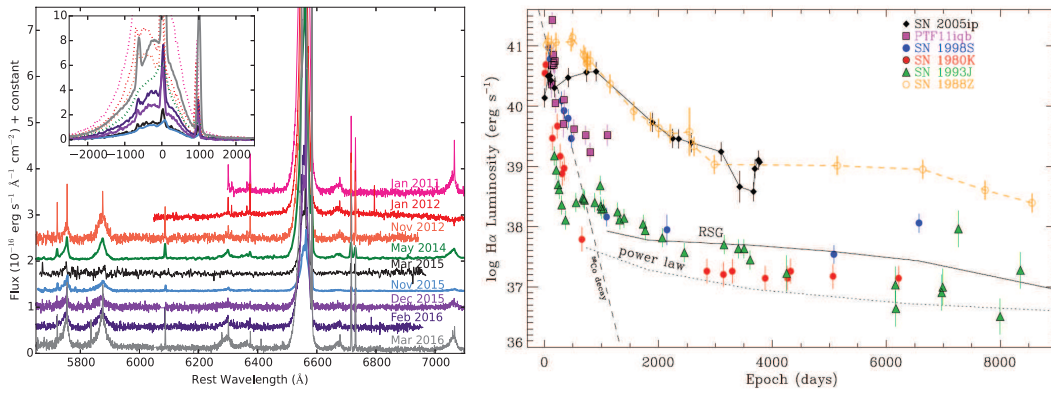 Flux (10⁻¹⁶ erg s⁻¹ Å⁻¹ cm⁻²) + constant
7
6
5
4
3
2
1
0
10
8
6
4
2
0
−2000 −1000 0 1000 2000
Jan 2011
Jan 2012
Nov 2012
May 2014
Mar 2015
Nov 2015
Dec 2015
Feb 2016
Mar 2016
5800 6000 6200 6400 6600 6800 7000
Rest Wavelength (Å)
log Hα Luminosity (erg s⁻¹)
41
40
39
38
37
36
SN 2005ip
PTF11iqb
SN 1998S
SN 1980K
SN 1993J
SN 1988Z
RSG
power law
⁵⁶Co decay
0 2000 4000 6000 8000
Epoch (days)